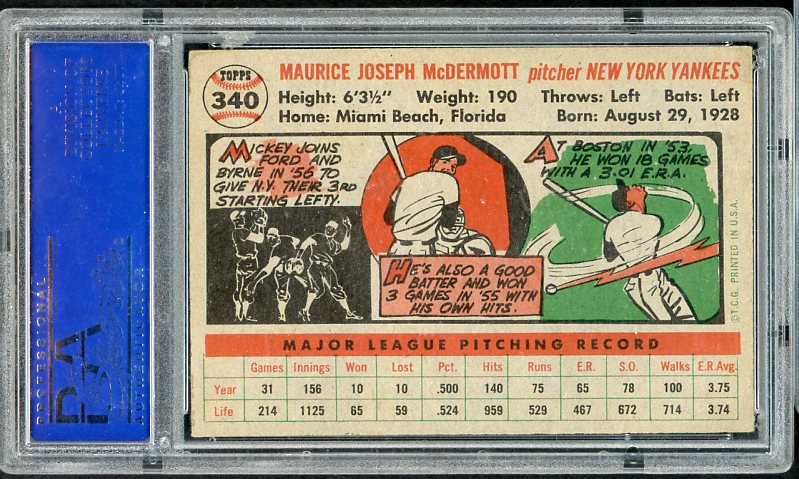 TOPPS
340
MAURICE JOSEPH McDERMOTT pitcher NEW YORK YANKEES
Height: 6'3½" Weight: 190 Throws: Left Bats: Left
Home: Miami Beach, Florida Born: August 29, 1928
MICKEY JOINS
FORD AND
BYRNE IN '56 TO
GIVE N.Y. THEIR 3RD
STARTING LEFTY.
HE'S ALSO A GOOD
BATTER AND WON
3 GAMES IN '55 WITH
HIS OWN HITS.
AT BOSTON IN '53,
HE WON 18 GAMES
WITH A 3.01 E.R.A.
©T.C.G. PRINTED IN U.S.A.
MAJOR LEAGUE PITCHING RECORD
Games Innings Won Lost Pct. Hits Runs E.R. S.O. Walks E.R.Avg.
Year 31 156 10 10 .500 140 75 65 78 100 3.75
Life 214 1125 65 59 .524 959 529 467 672 714 3.74
PROFESSIONAL
PSA
AUTHENTICATOR
A
DIVISION OF
COLLECTORS
UNIVERSE